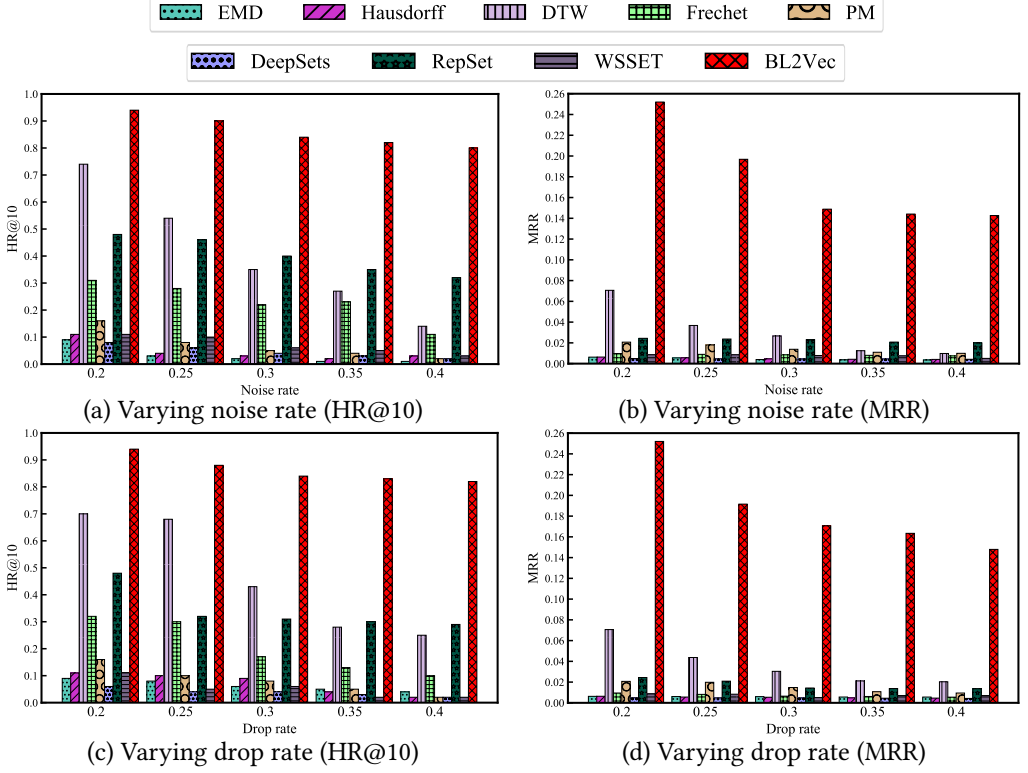 EMD Hausdorff DTW Frechet PM
DeepSets RepSet WSSET BL2Vec
1.0
0.9
0.8
0.7
0.6
0.5
0.4
0.3
0.2
0.1
0.0
HR@10
0.2 0.25 0.3 0.35 0.4
Noise rate
(a) Varying noise rate (HR@10)
0.26
0.24
0.22
0.20
0.18
0.16
0.14
0.12
0.10
0.08
0.06
0.04
0.02
0.00
MRR
0.2 0.25 0.3 0.35 0.4
Noise rate
(b) Varying noise rate (MRR)
1.0
0.9
0.8
0.7
0.6
0.5
0.4
0.3
0.2
0.1
0.0
HR@10
0.2 0.25 0.3 0.35 0.4
Drop rate
(c) Varying drop rate (HR@10)
0.26
0.24
0.22
0.20
0.18
0.16
0.14
0.12
0.10
0.08
0.06
0.04
0.02
0.00
MRR
0.2 0.25 0.3 0.35 0.4
Drop rate
(d) Varying drop rate (MRR)